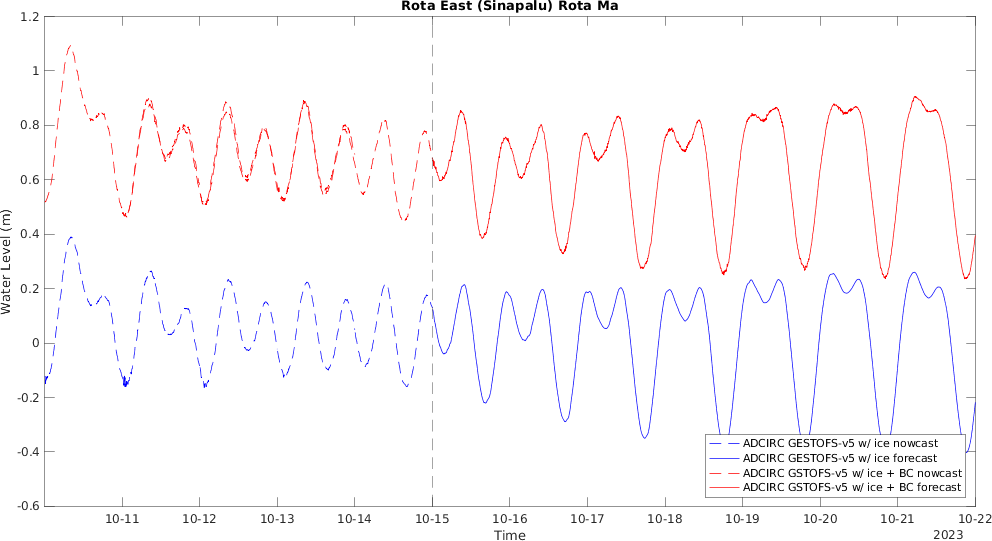 Rota East (Sinapalu) Rota Ma
Water Level (m)
1.2
1
0.8
0.6
0.4
0.2
0
-0.2
-0.4
-0.6
10-11 10-12 10-13 10-14 10-15 10-16 10-17 10-18 10-19 10-20 10-21 10-22
Time
2023
ADCIRC GESTOFS-v5 w/ ice nowcast
ADCIRC GESTOFS-v5 w/ ice forecast
ADCIRC GSTOFS-v5 w/ ice + BC nowcast
ADCIRC GSTOFS-v5 w/ ice + BC forecast